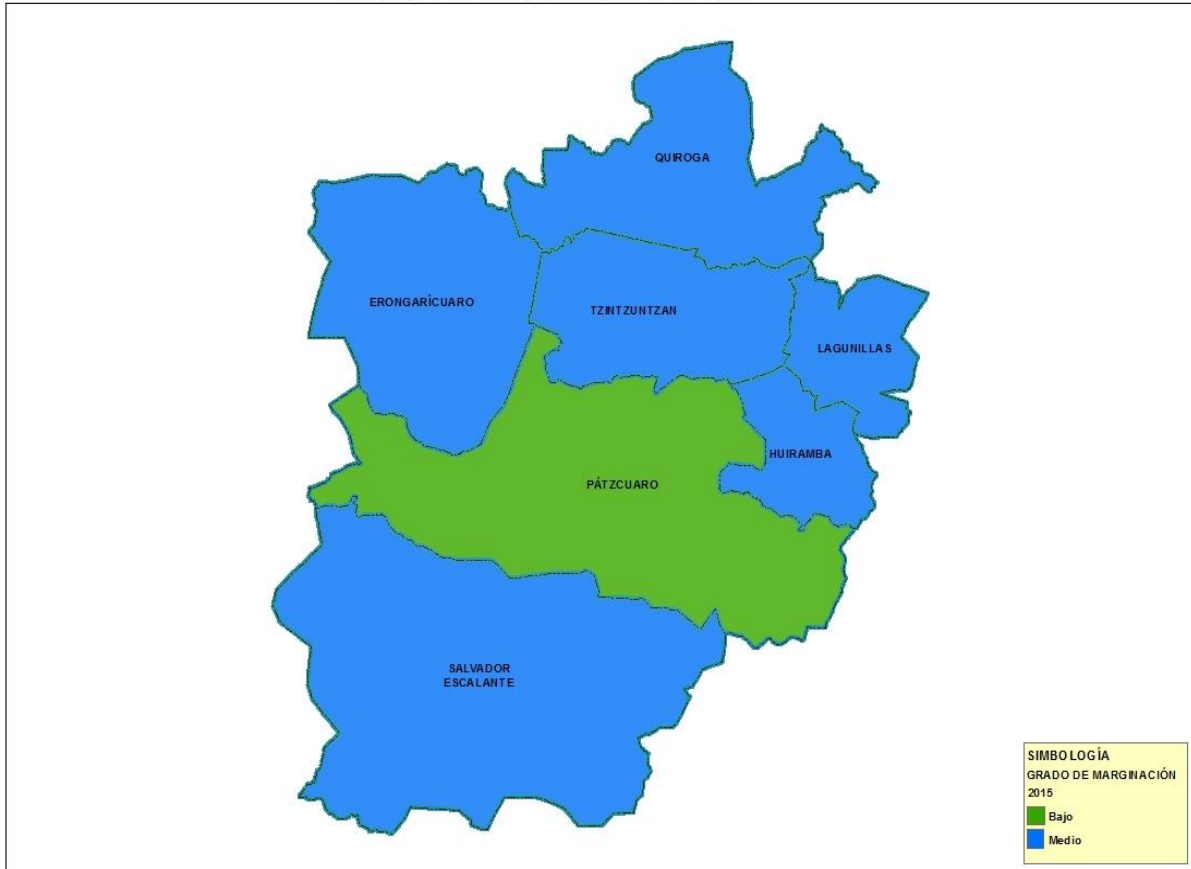 QUIROGA
ERONGARÍCUARO
TZINTZUNTZAN
LAGUNILLAS
HUIRAMBA
PÁTZCUARO
SALVADOR
ESCALANTE
SIMBOLOGÍA
GRADO DE MARGINACIÓN
2015
Bajo
Medio